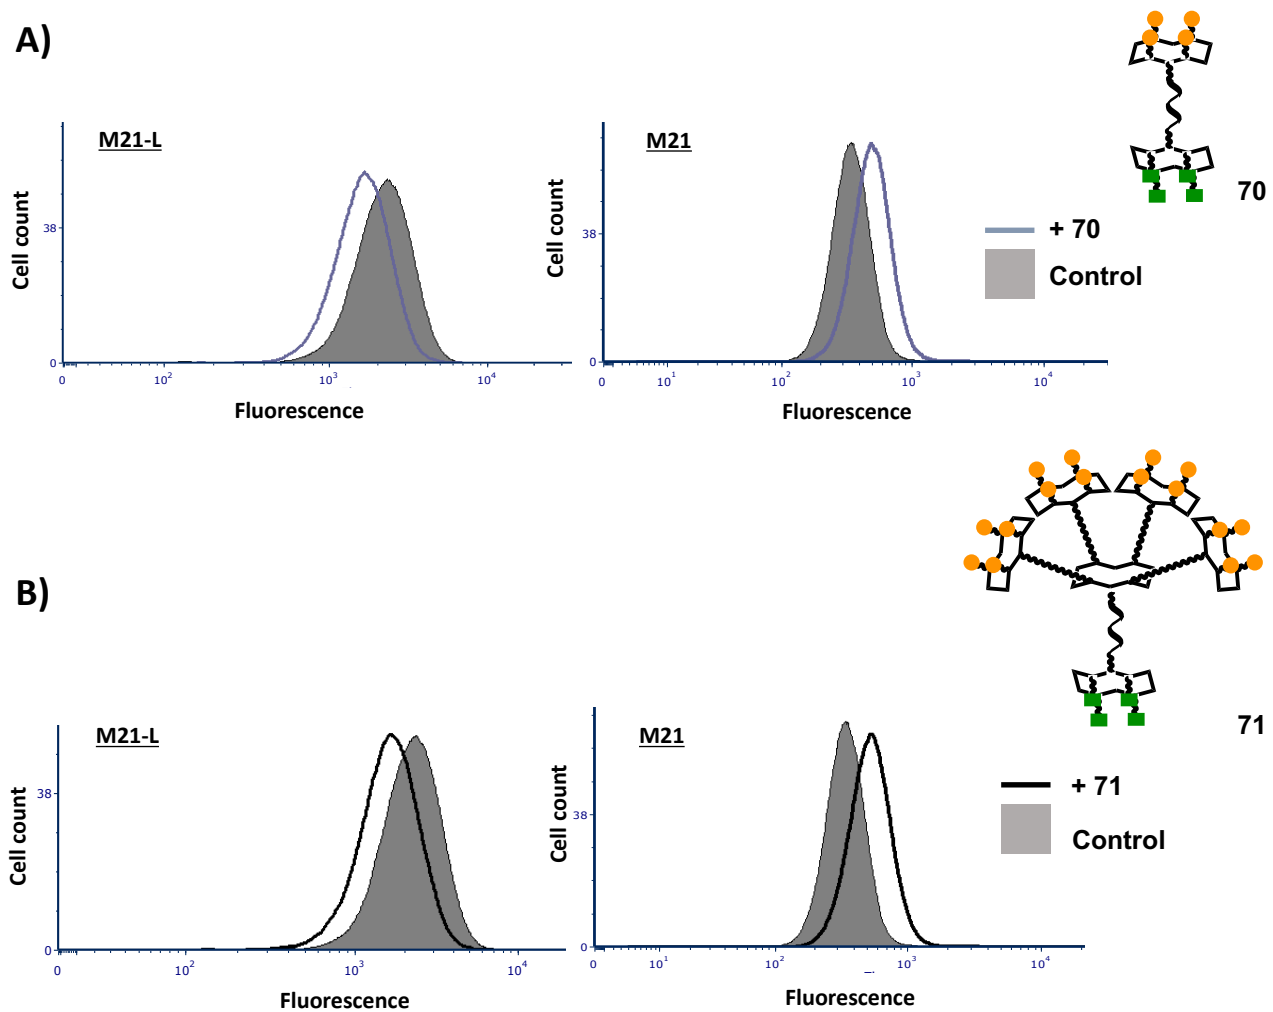 A)
M21-L
M21
70
+ 70
Control
Cell count
38
0
0
10²
10³
10⁴
Fluorescence
Cell count
38
0
0
10¹
10²
10³
10⁴
Fluorescence
B)
M21-L
M21
71
+ 71
Control
Cell count
38
0
0
10²
10³
10⁴
Fluorescence
Cell count
38
0
0
10¹
10²
10³
10⁴
Fluorescence